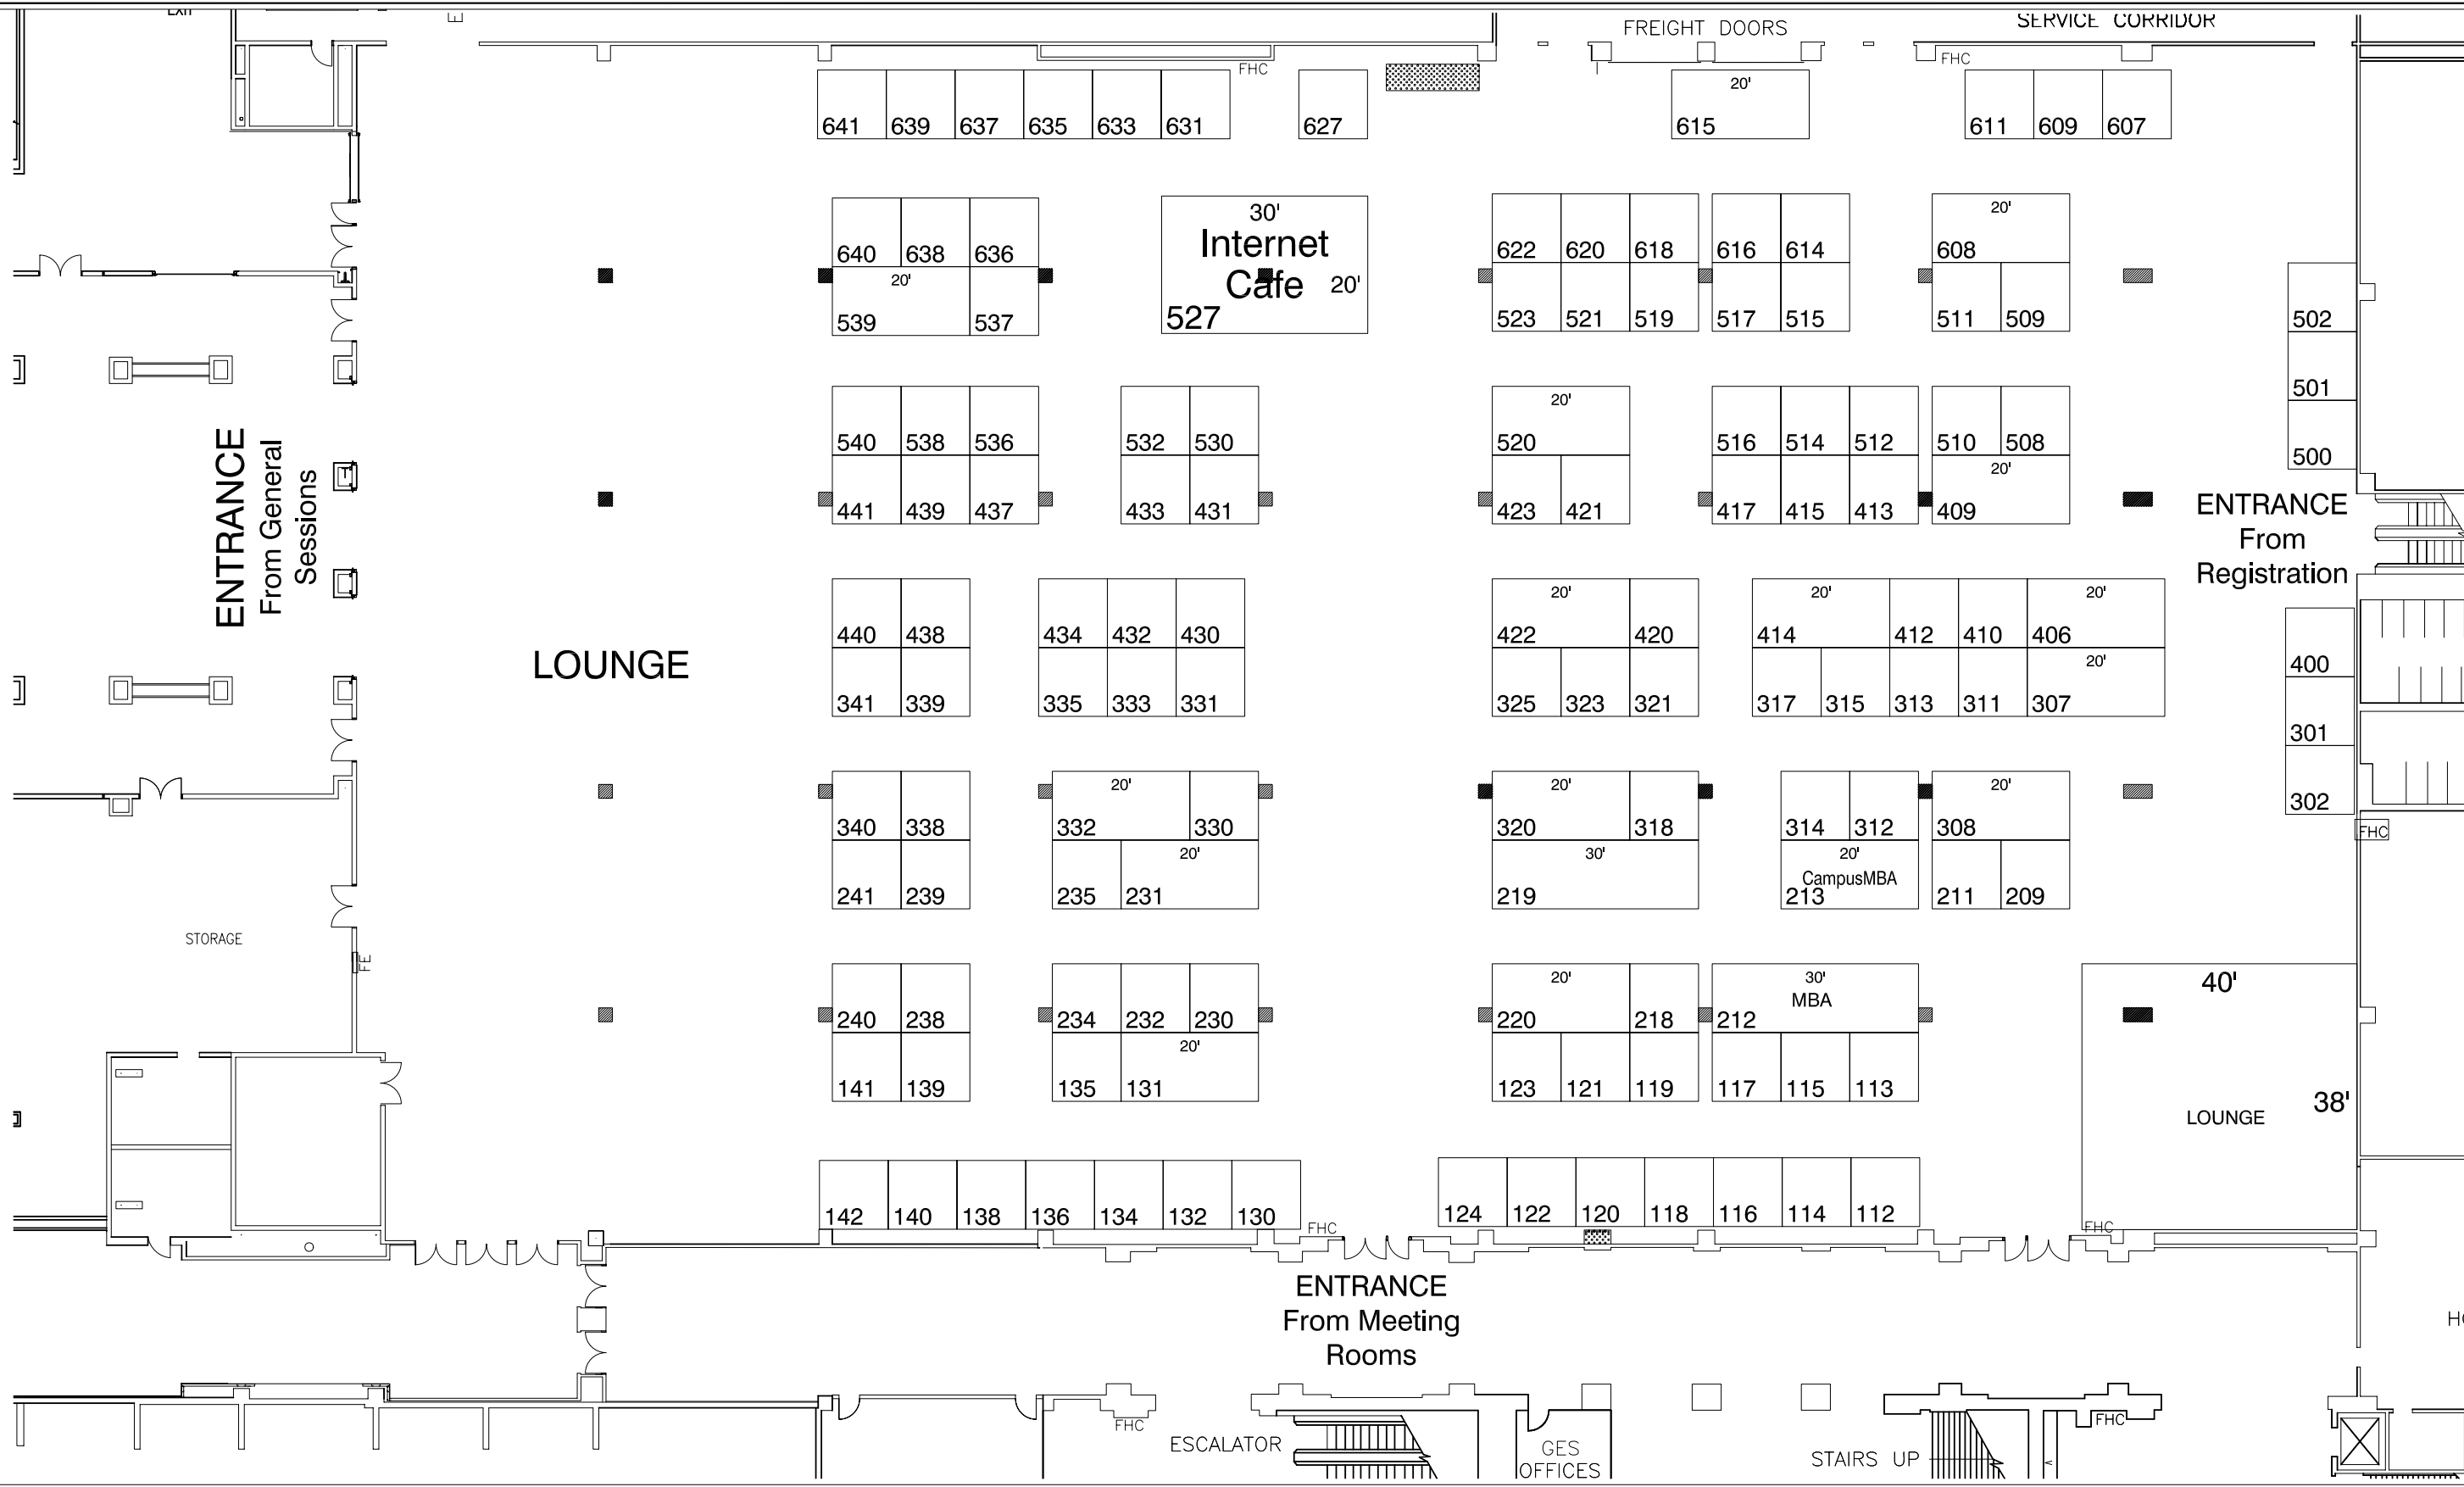 EXIT
FREIGHT DOORS
SERVICE CORRIDOR
FHC
FHC
20'
641 639 637 635 633 631 627 615 611 609 607
30'
Internet
Cafe
20'
527
20'
640 638 636 622 620 618 616 614 608
20'
539 537 523 521 519 517 515 511 509
502
501
500
20'
540 538 536 532 530 520 516 514 512 510 508
20'
441 439 437 433 431 423 421 417 415 413 409
ENTRANCE
From General
Sessions
ENTRANCE
From
Registration
LOUNGE
20' 20' 20'
440 438 434 432 430 422 420 414 412 410 406
20'
341 339 335 333 331 325 323 321 317 315 313 311 307
400
301
302
FHC
20' 20' 20'
340 338 332 330 320 318 314 312 308
20' 30' 20'
CampusMBA
241 239 235 231 219 213 211 209
STORAGE
FE
20' 30'
MBA
240 238 234 232 230 220 218 212
20'
141 139 135 131 123 121 119 117 115 113
40'
38'
LOUNGE
142 140 138 136 134 132 130 124 122 120 118 116 114 112
FHC
FHC
ENTRANCE
From Meeting
Rooms
FHC
ESCALATOR
GES
OFFICES
STAIRS UP
FHC